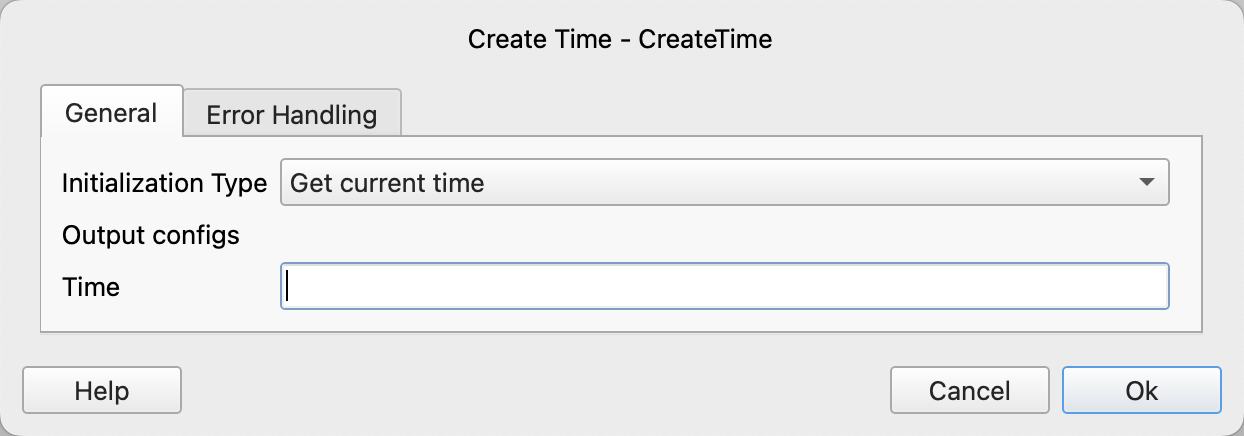 Create Time - CreateTime
General
Error Handling
Initialization Type
Get current time
Output configs
Time
Help
Cancel
Ok